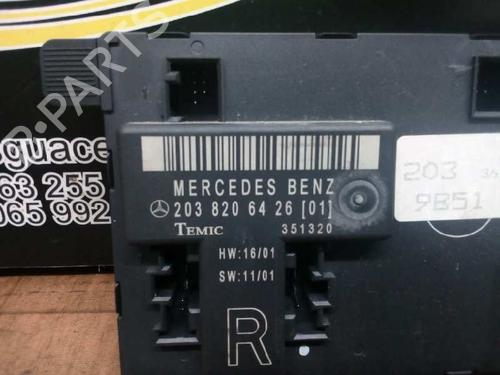 PARTS
guace
63 255
065 992
MERCEDES BENZ
203 820 64 26 [01]
TEMIC 351320
HW:16/01
SW:11/01
R
203
9B51